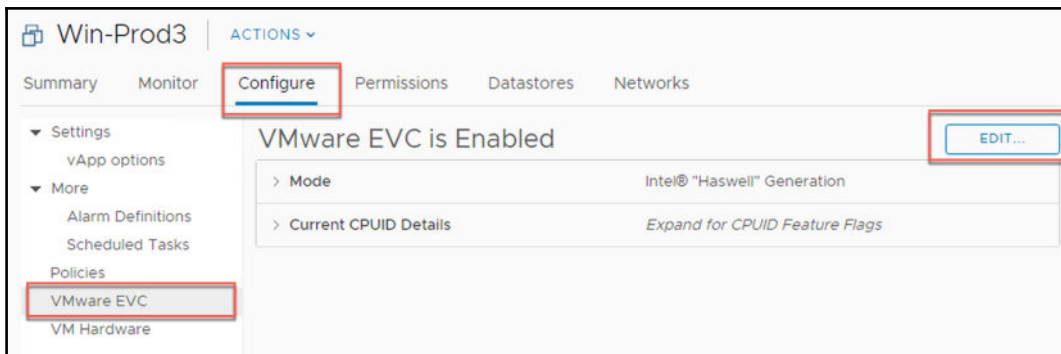 Win-Prod3 ACTIONS
Summary Monitor Configure Permissions Datastores Networks
Settings
vApp options
More
Alarm Definitions
Scheduled Tasks
Policies
VMware EVC
VM Hardware
VMware EVC is Enabled EDIT...
Mode Intel® "Haswell" Generation
Current CPUID Details Expand for CPUID Feature Flags